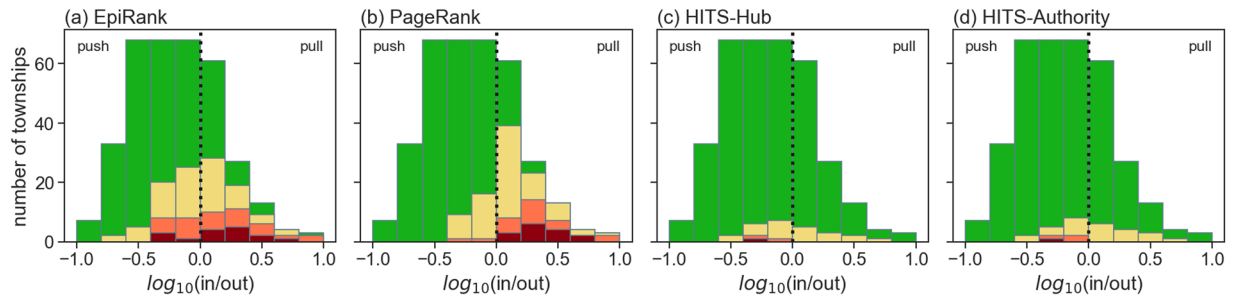 (a) EpiRank
(b) PageRank
(c) HITS-Hub
(d) HITS-Authority
push pull
push pull
push pull
push pull
number of townships
60
40
20
0
−1.0 −0.5 0.0 0.5 1.0
−1.0 −0.5 0.0 0.5 1.0
−1.0 −0.5 0.0 0.5 1.0
−1.0 −0.5 0.0 0.5 1.0
log10(in/out)
log10(in/out)
log10(in/out)
log10(in/out)